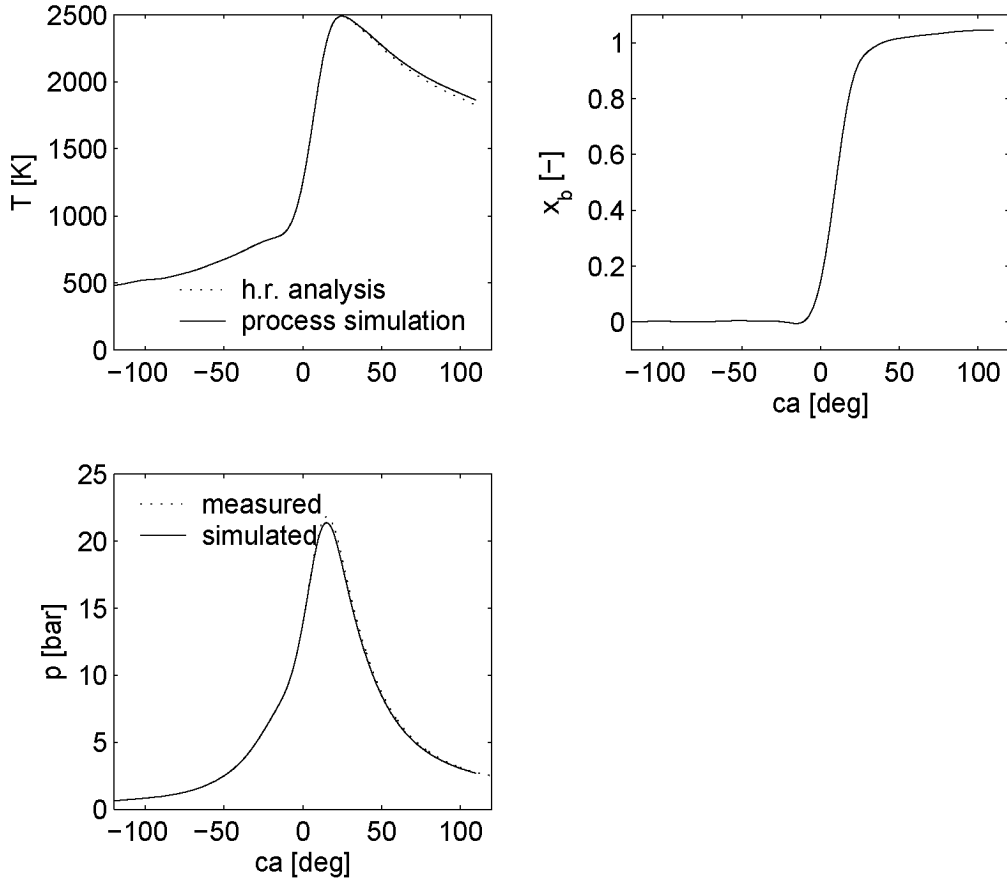 2500
2000
1500
1000
500
0
T [K]
h.r. analysis
process simulation
−100 −50 0 50 100
1
0.8
0.6
0.4
0.2
0
x_b [−]
−100 −50 0 50 100
ca [deg]
25
20
15
10
5
0
p [bar]
measured
simulated
−100 −50 0 50 100
ca [deg]